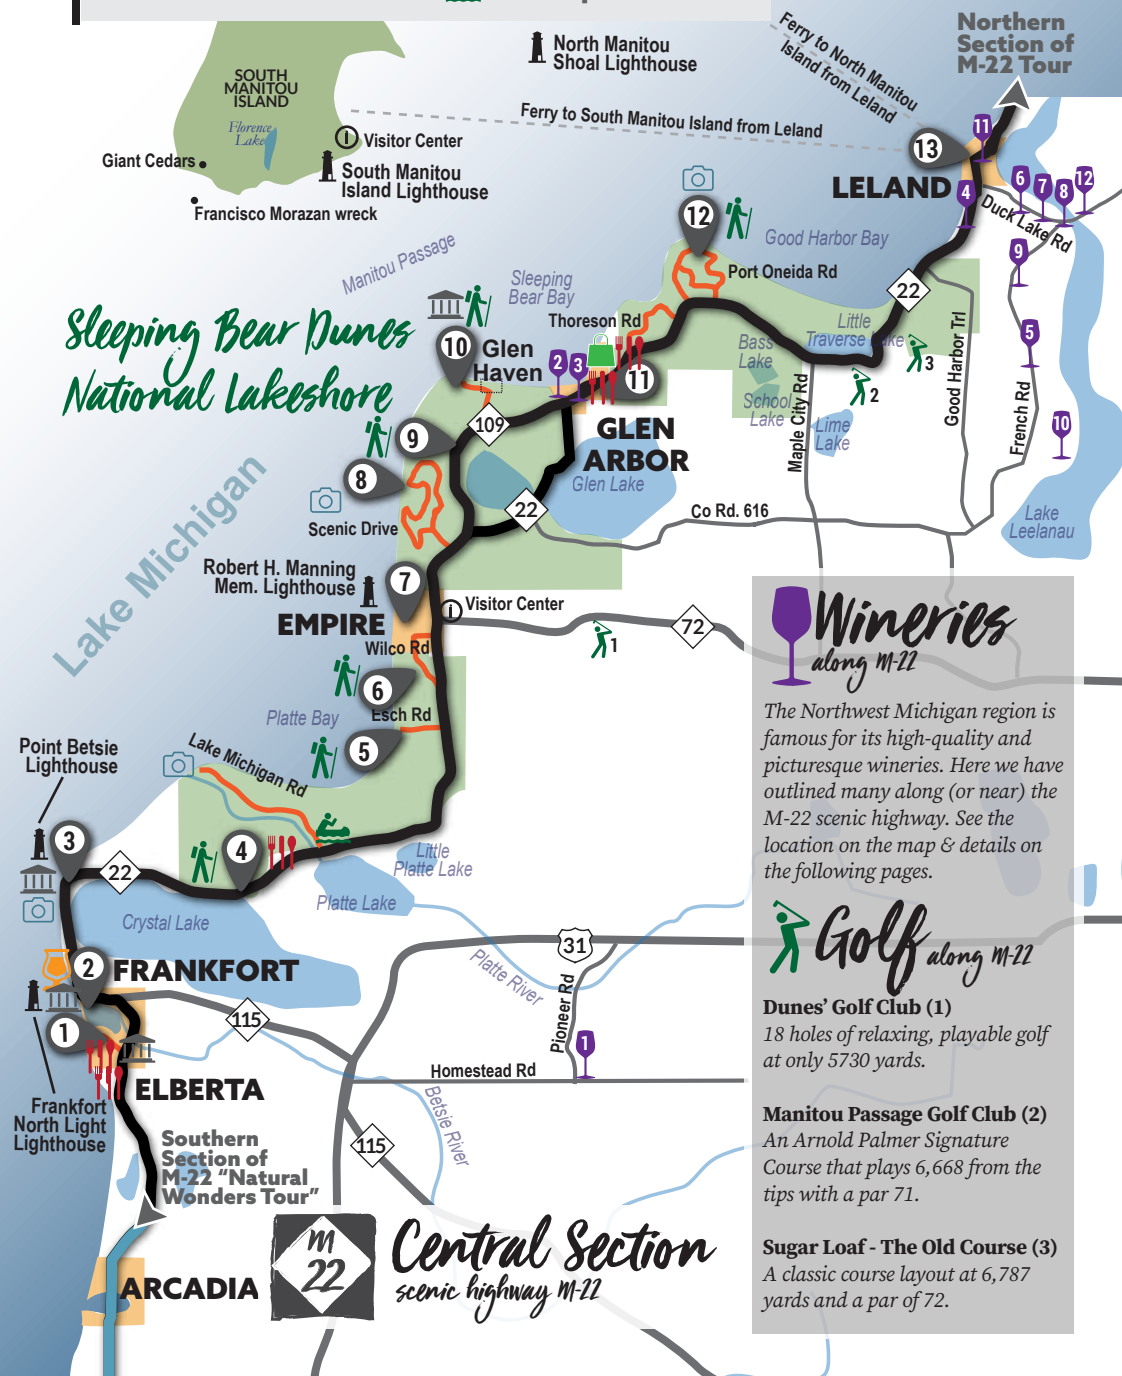 Northern
Section of
M-22 Tour
North Manitou
Shoal Lighthouse
Ferry to North Manitou
Island from Leland
SOUTH
MANITOU
ISLAND
Florence
Lake
Ferry to South Manitou Island from Leland
i
Visitor Center
Giant Cedars
South Manitou
Island Lighthouse
Francisco Morazan wreck
11
13
LELAND
4
6
7
8
12
Duck Lake Rd
9
12
Good Harbor Bay
Port Oneida Rd
Manitou Passage
Sleeping
Bear Bay
22
Sleeping Bear Dunes
National Lakeshore
Thoreson Rd
10
Glen
Haven
2
3
11
Little
Traverse Lake
Bass
Lake
School
Lake
3
2
Good Harbor Trl
5
French Rd
10
Maple City Rd
Lime
Lake
109
GLEN
ARBOR
Glen Lake
9
8
Scenic Drive
22
Co Rd. 616
Lake
Leelanau
Lake Michigan
Robert H. Manning
Mem. Lighthouse
7
EMPIRE
i
Visitor Center
1
72
Wilco Rd
6
Platte Bay
Esch Rd
5
Lake Michigan Rd
Point Betsie
Lighthouse
3
22
4
Little
Platte Lake
Platte Lake
Crystal Lake
Platte River
31
2
FRANKFORT
1
115
Pioneer Rd
1
Homestead Rd
ELBERTA
Betsie River
115
Frankfort
North Light
Lighthouse
Southern
Section of
M-22 “Natural
Wonders Tour”
ARCADIA
M
22
Central Section
scenic highway M-22
Wineries
along M-22
The Northwest Michigan region is
famous for its high-quality and
picturesque wineries. Here we have
outlined many along (or near) the
M-22 scenic highway. See the
location on the map & details on
the following pages.
Golf along M-22
Dunes’ Golf Club (1)
18 holes of relaxing, playable golf
at only 5730 yards.
Manitou Passage Golf Club (2)
An Arnold Palmer Signature
Course that plays 6,668 from the
tips with a par 71.
Sugar Loaf - The Old Course (3)
A classic course layout at 6,787
yards and a par of 72.